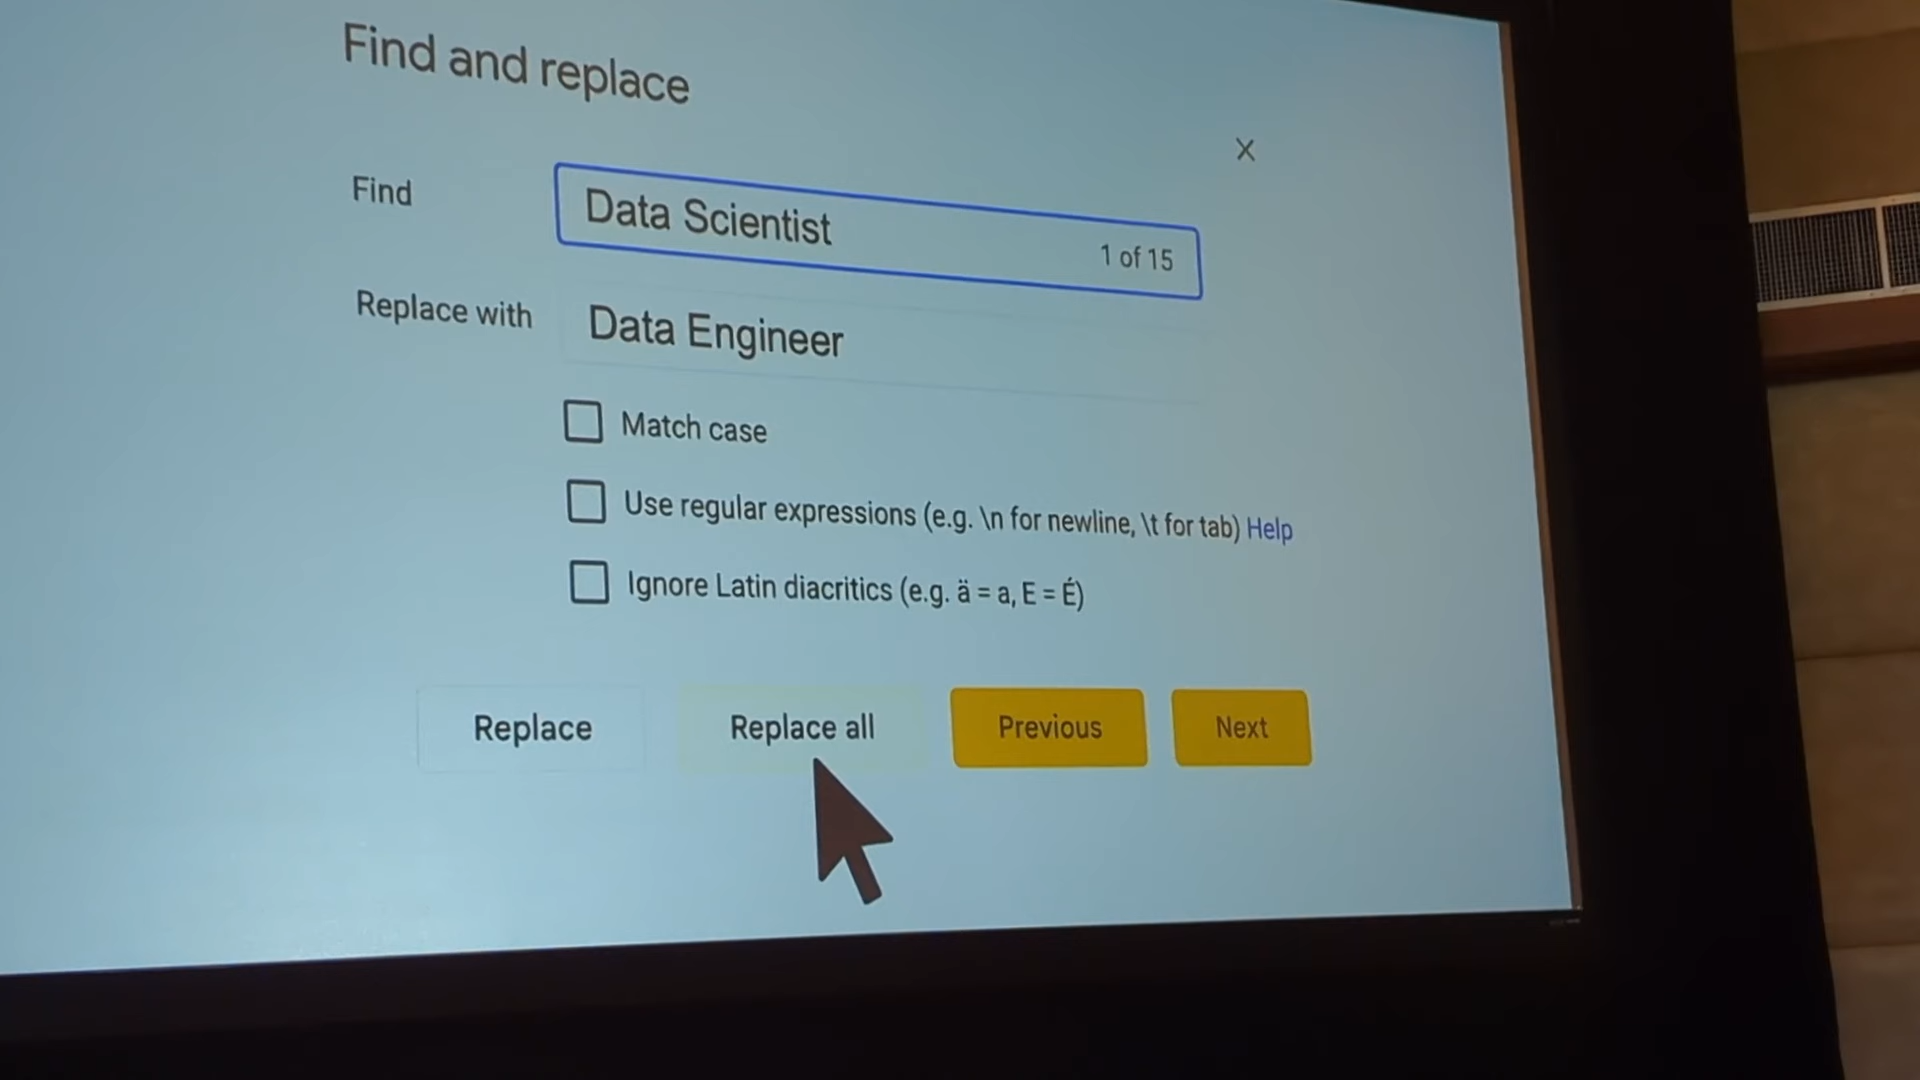 Find and replace
X
Find
Data Scientist
1 of 15
Replace with
Data Engineer
Match case
Use regular expressions (e.g. \n for newline, \t for tab) Help
Ignore Latin diacritics (e.g. ä = a, E = É)
Replace
Replace all
Previous
Next